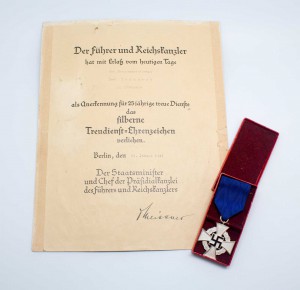 Der Führer und Reichskanzler
hat mit Erlaß vom heutigen Tage
als Anerkennung für 25jährige treue Dienste
das
silberne
Treudienst-Ehrenzeichen
verliehen.
Berlin, den
Der Staatsminister
und Chef der Präsidialkanzlei
des Führers und Reichskanzlers
Meissner